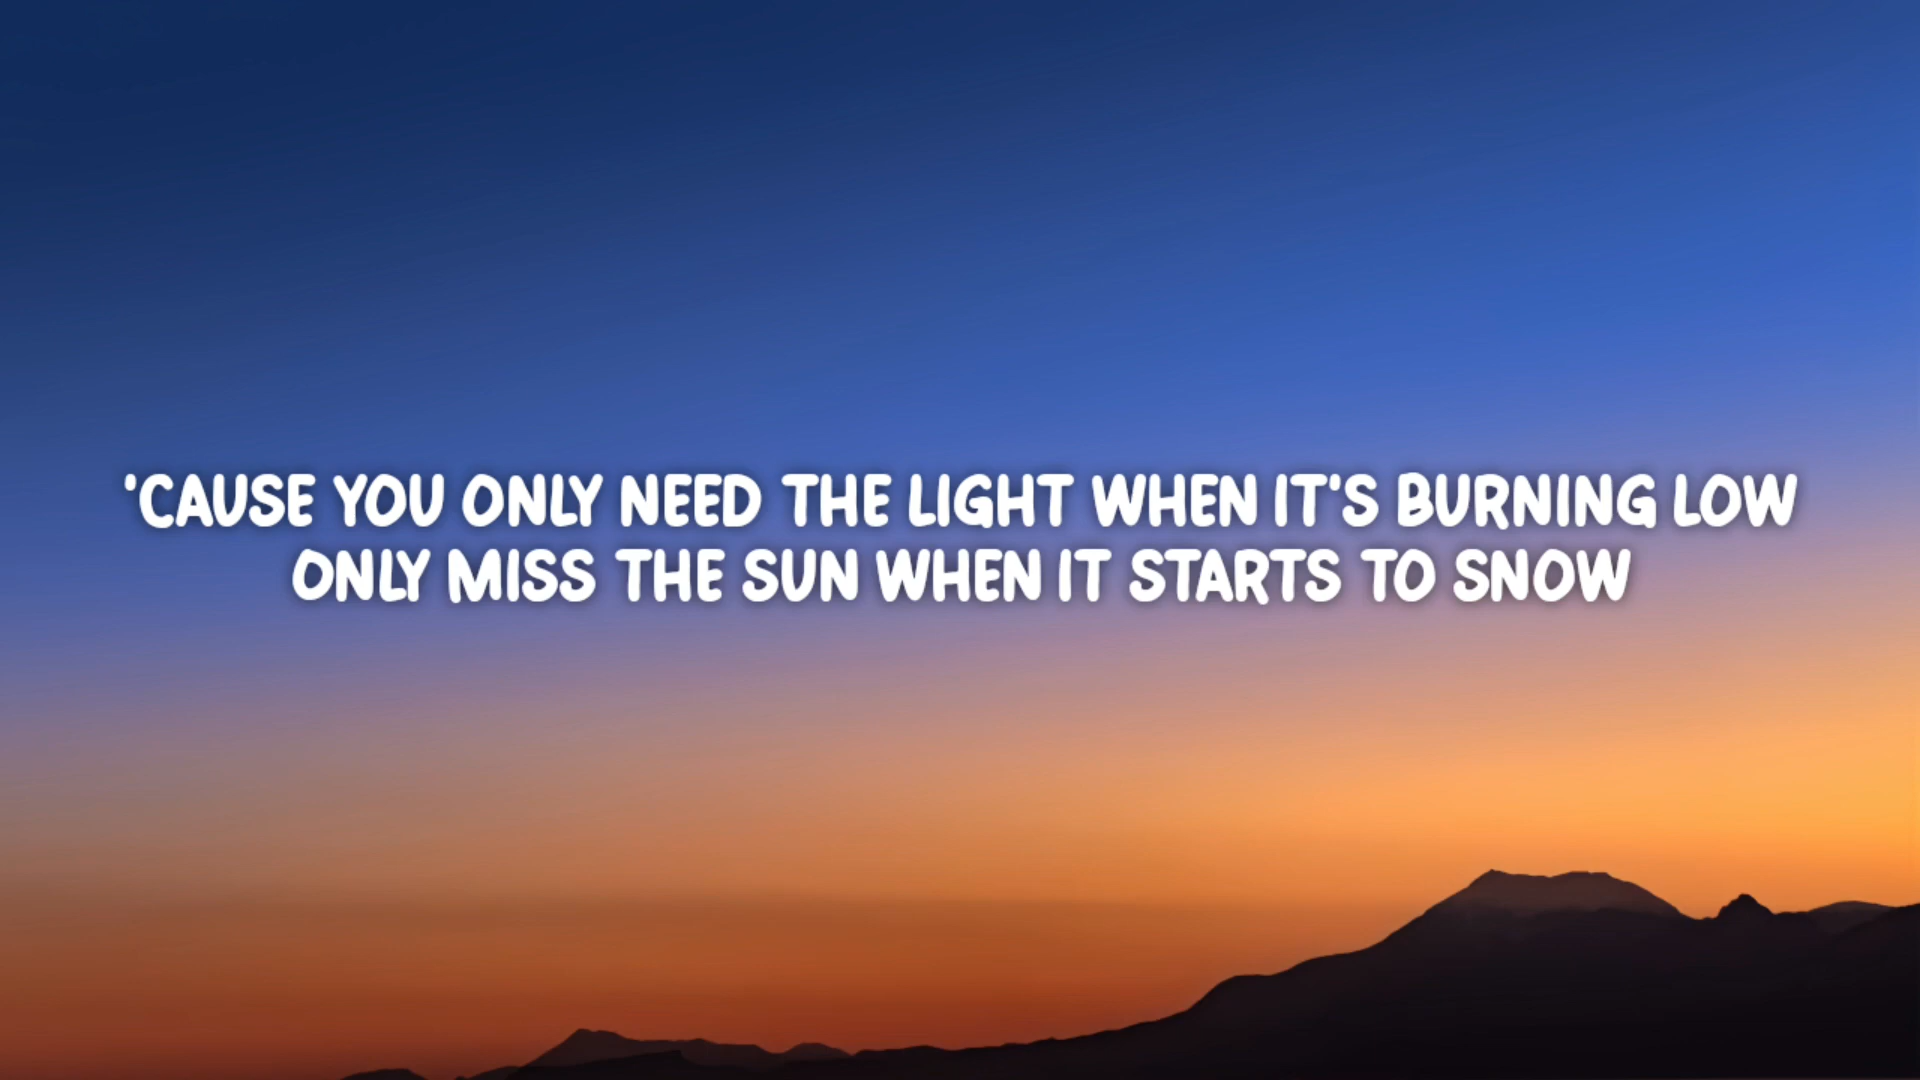 'CAUSE YOU ONLY NEED THE LIGHT WHEN IT'S BURNING LOW
ONLY MISS THE SUN WHEN IT STARTS TO SNOW